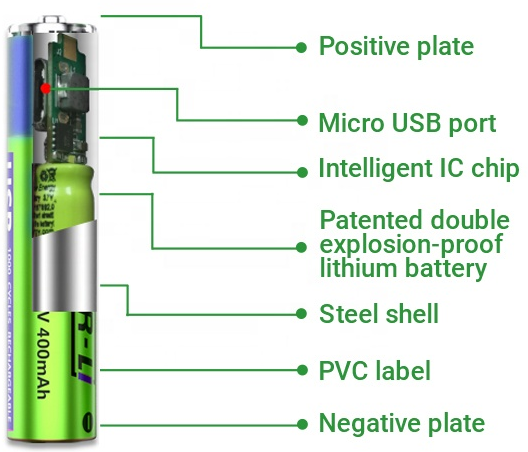 Positive plate
Micro USB port
Intelligent IC chip
Patented double
explosion-proof
lithium battery
Steel shell
PVC label
Negative plate
USB
1000 CYCLES RECHARGEABLE
V 400mAh
R-Li